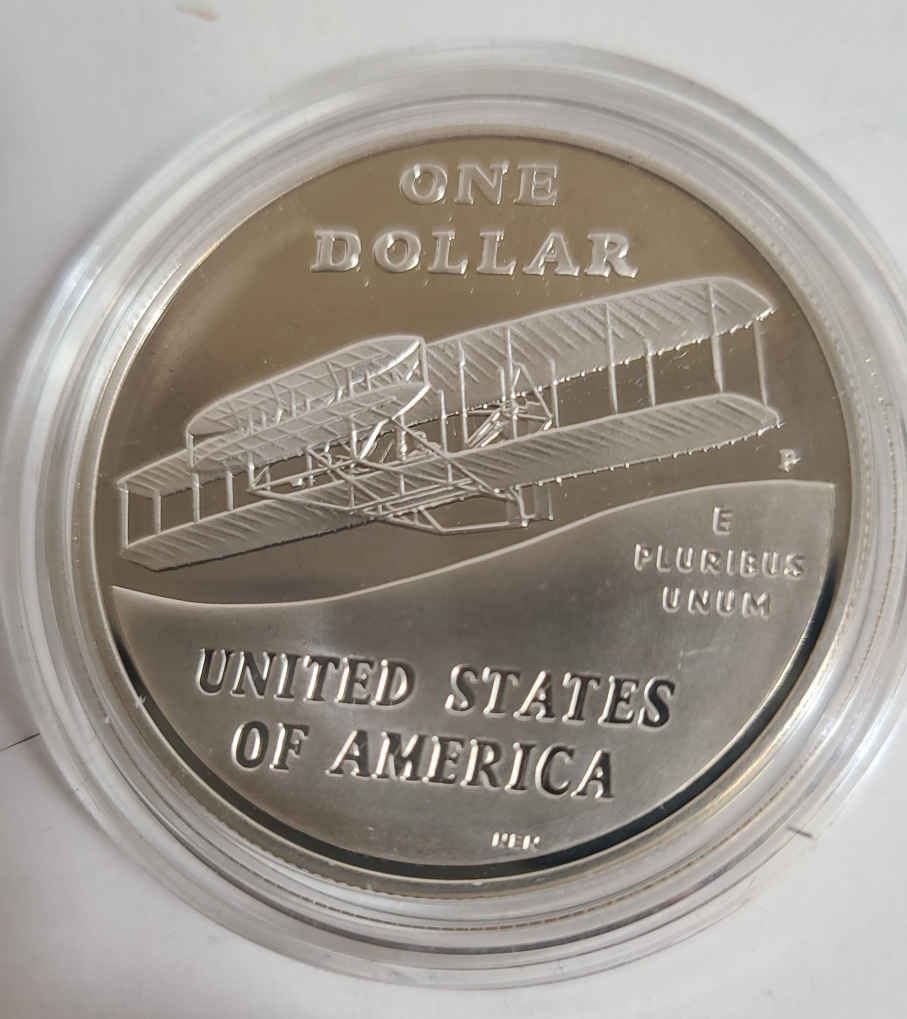 ONE
DOLLAR
P
E
PLURIBUS
UNUM
UNITED STATES
OF AMERICA